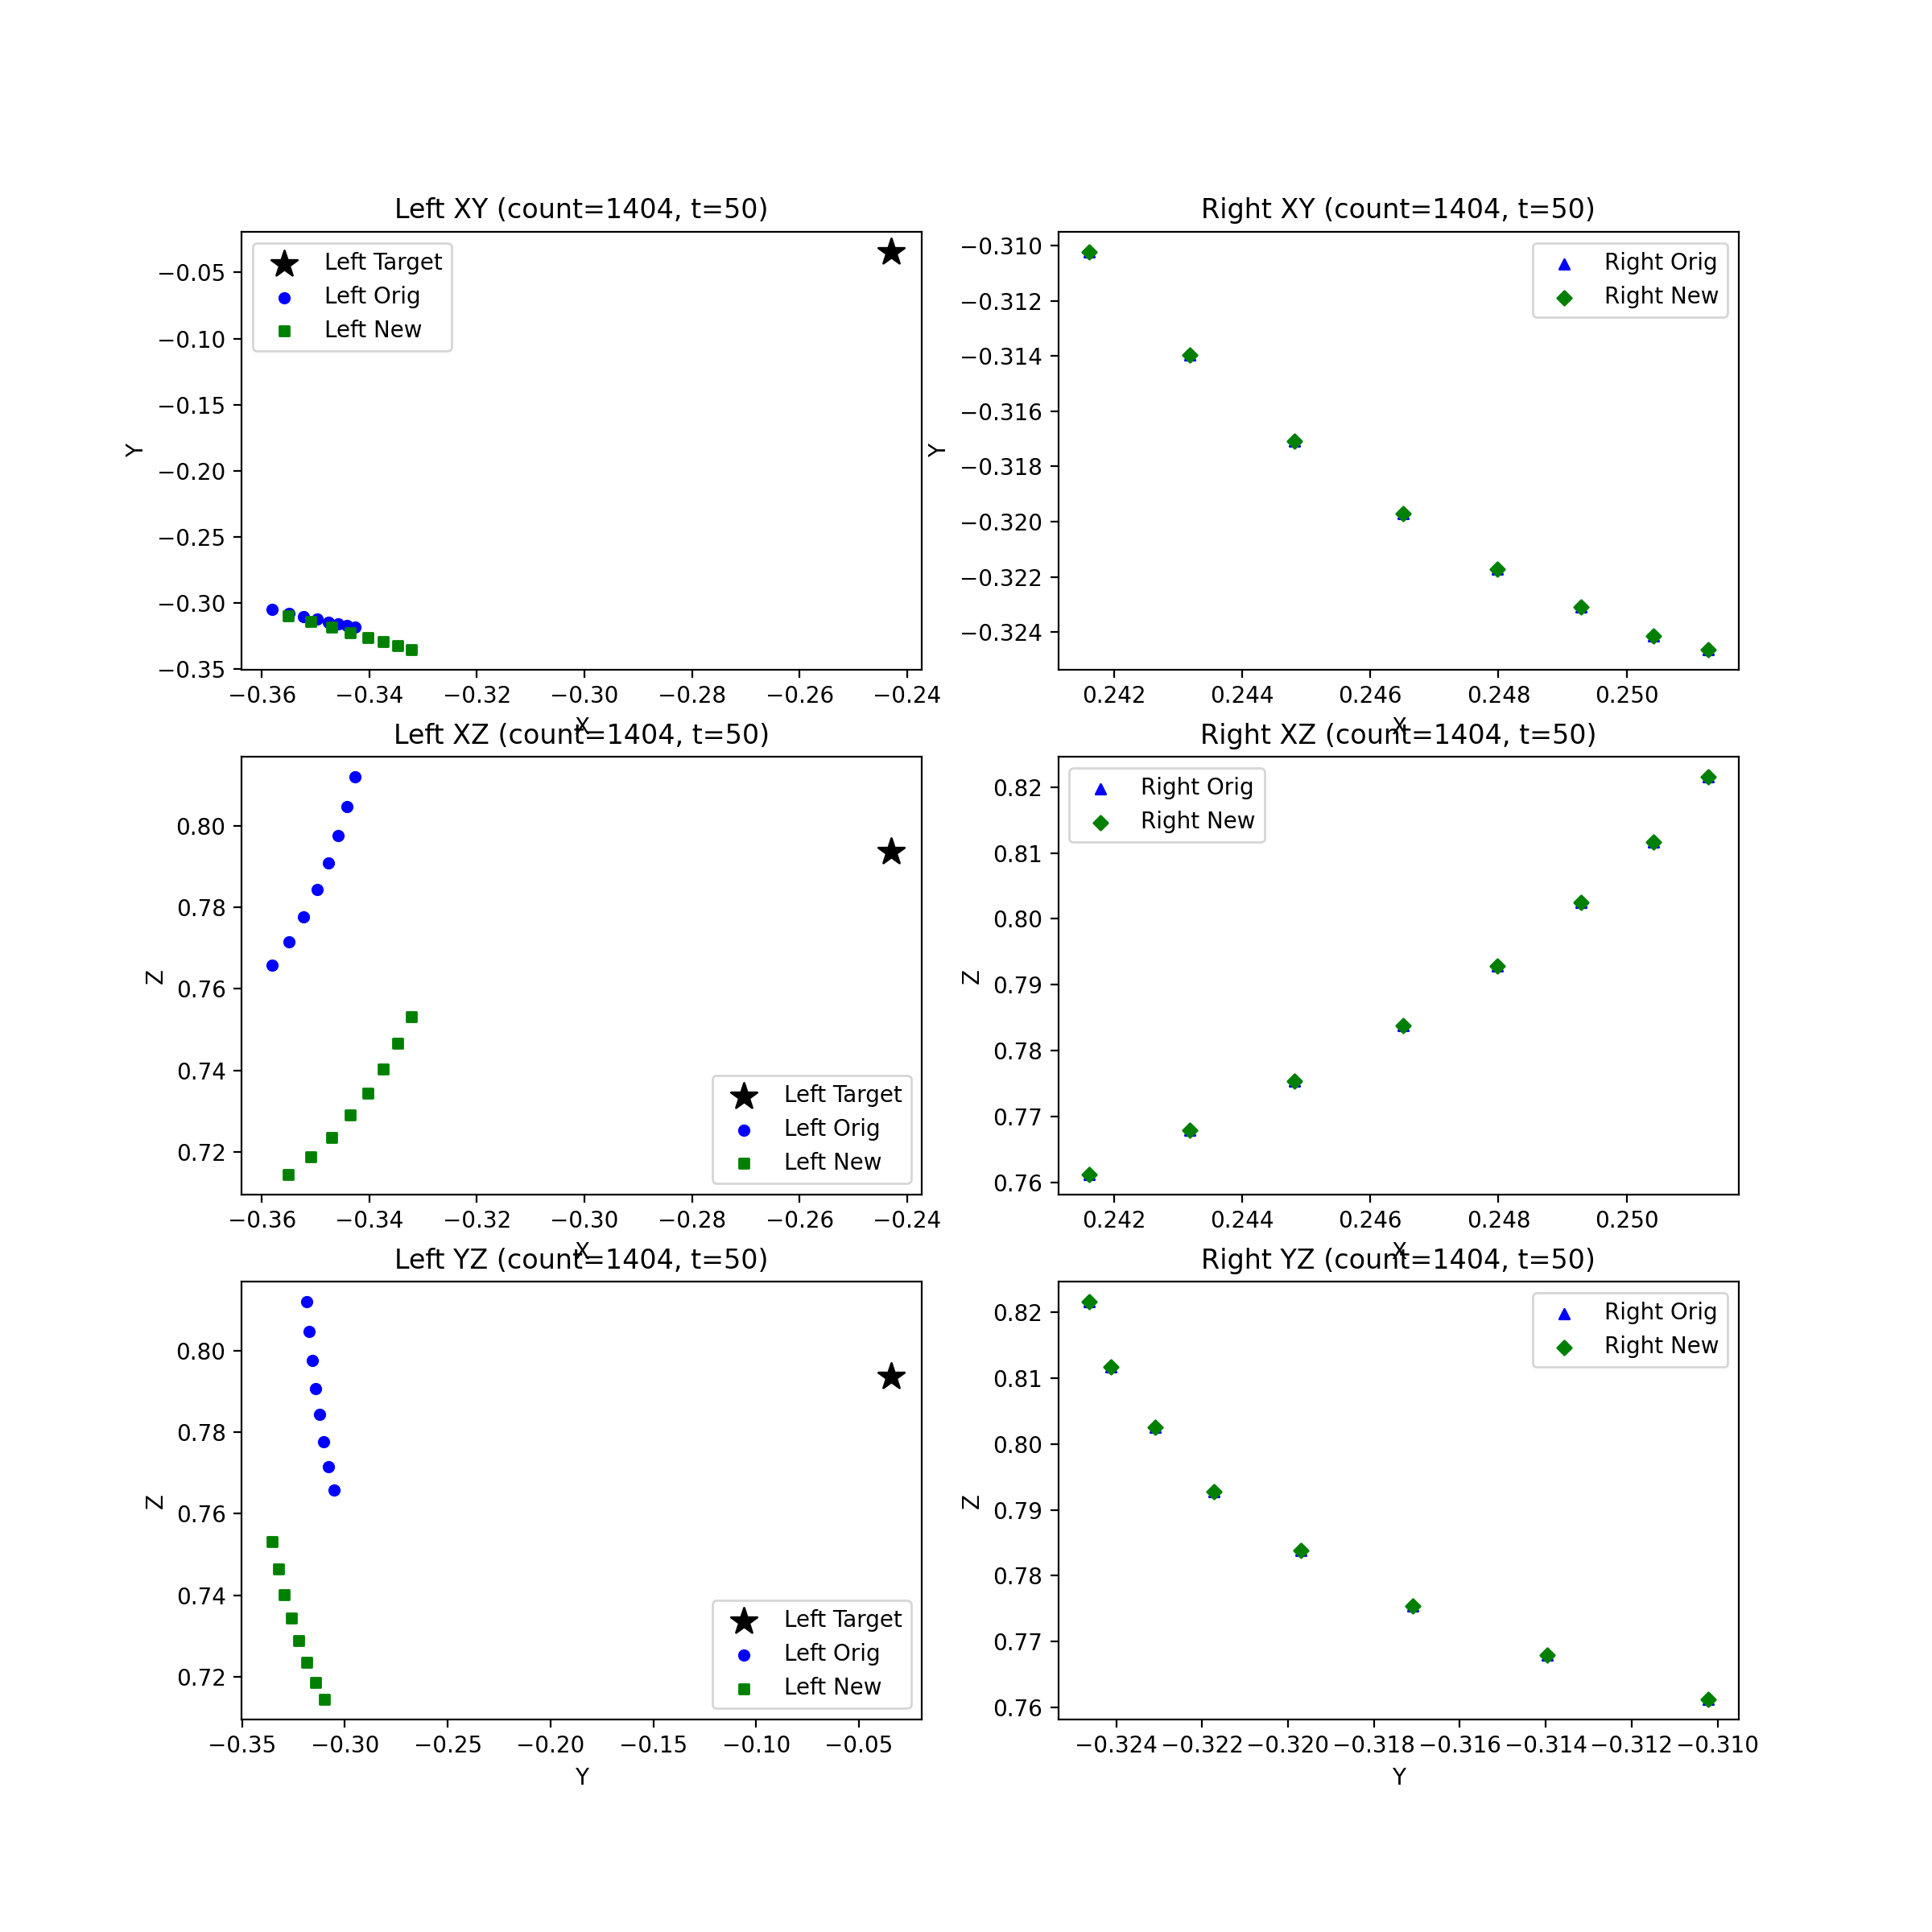 Left XY (count=1404, t=50)
Left Target
Left Orig
Left New
−0.05
−0.10
−0.15
−0.20
−0.25
−0.30
−0.35
Y
−0.36 −0.34 −0.32 −0.30 −0.28 −0.26 −0.24
X
Right XY (count=1404, t=50)
Right Orig
Right New
−0.310
−0.312
−0.314
−0.316
−0.318
−0.320
−0.322
−0.324
Y
0.242 0.244 0.246 0.248 0.250
X
Left XZ (count=1404, t=50)
0.80
0.78
0.76
0.74
0.72
Z
Left Target
Left Orig
Left New
−0.36 −0.34 −0.32 −0.30 −0.28 −0.26 −0.24
X
Right XZ (count=1404, t=50)
Right Orig
Right New
0.82
0.81
0.80
0.79
0.78
0.77
0.76
Z
0.242 0.244 0.246 0.248 0.250
X
Left YZ (count=1404, t=50)
0.80
0.78
0.76
0.74
0.72
Z
Left Target
Left Orig
Left New
−0.35 −0.30 −0.25 −0.20 −0.15 −0.10 −0.05
Y
Right YZ (count=1404, t=50)
Right Orig
Right New
0.82
0.81
0.80
0.79
0.78
0.77
0.76
Z
−0.324 −0.322 −0.320 −0.318 −0.316 −0.314 −0.312 −0.310
Y